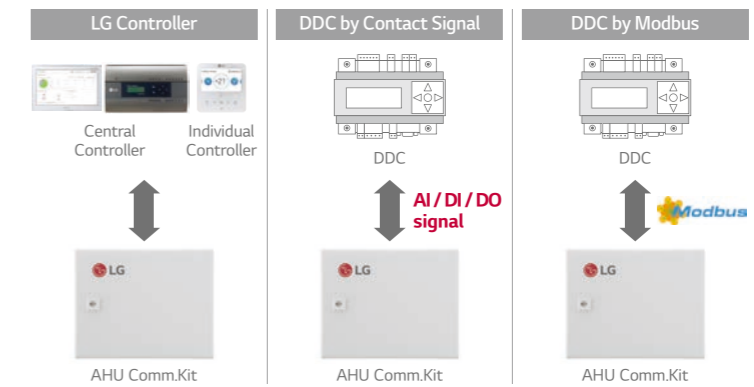 LG Controller
Central
Controller
Individual
Controller
LG
AHU Comm.Kit
DDC by Contact Signal
DDC
AI / DI / DO
signal
LG
AHU Comm.Kit
DDC by Modbus
DDC
Modbus
LG
AHU Comm.Kit